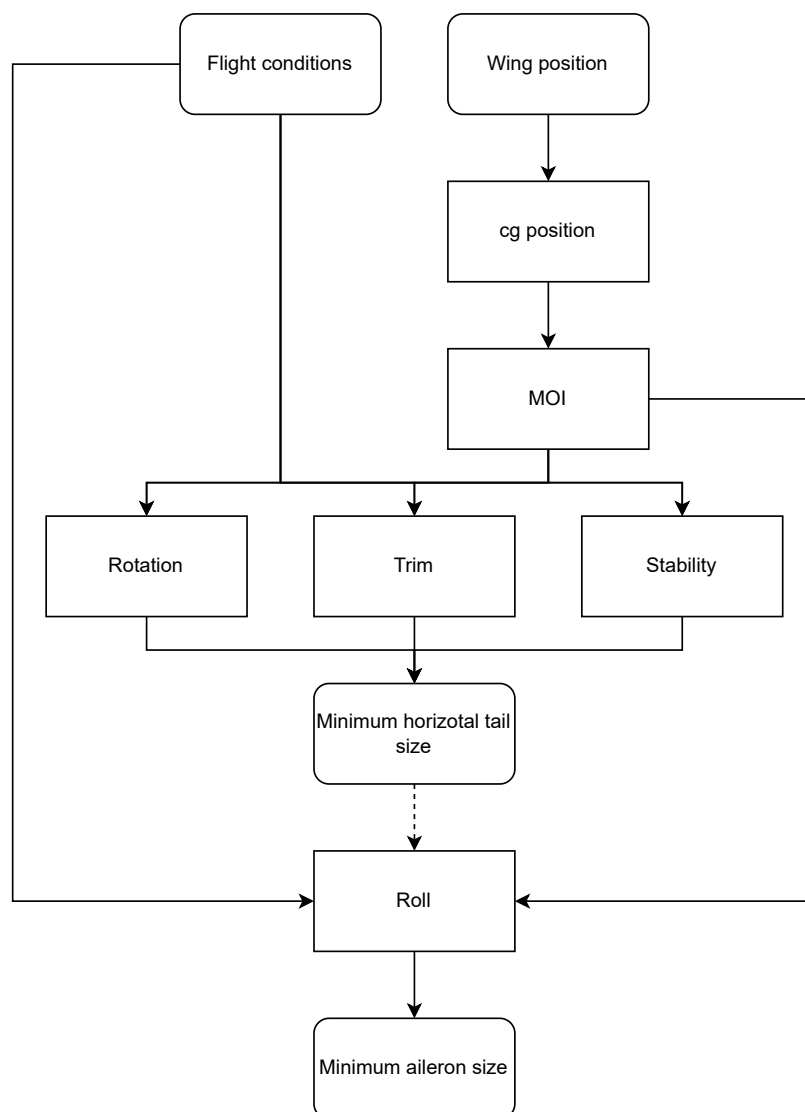 Flight conditions
Wing position
cg position
MOI
Rotation
Trim
Stability
Minimum horizotal tail
size
Roll
Minimum aileron size